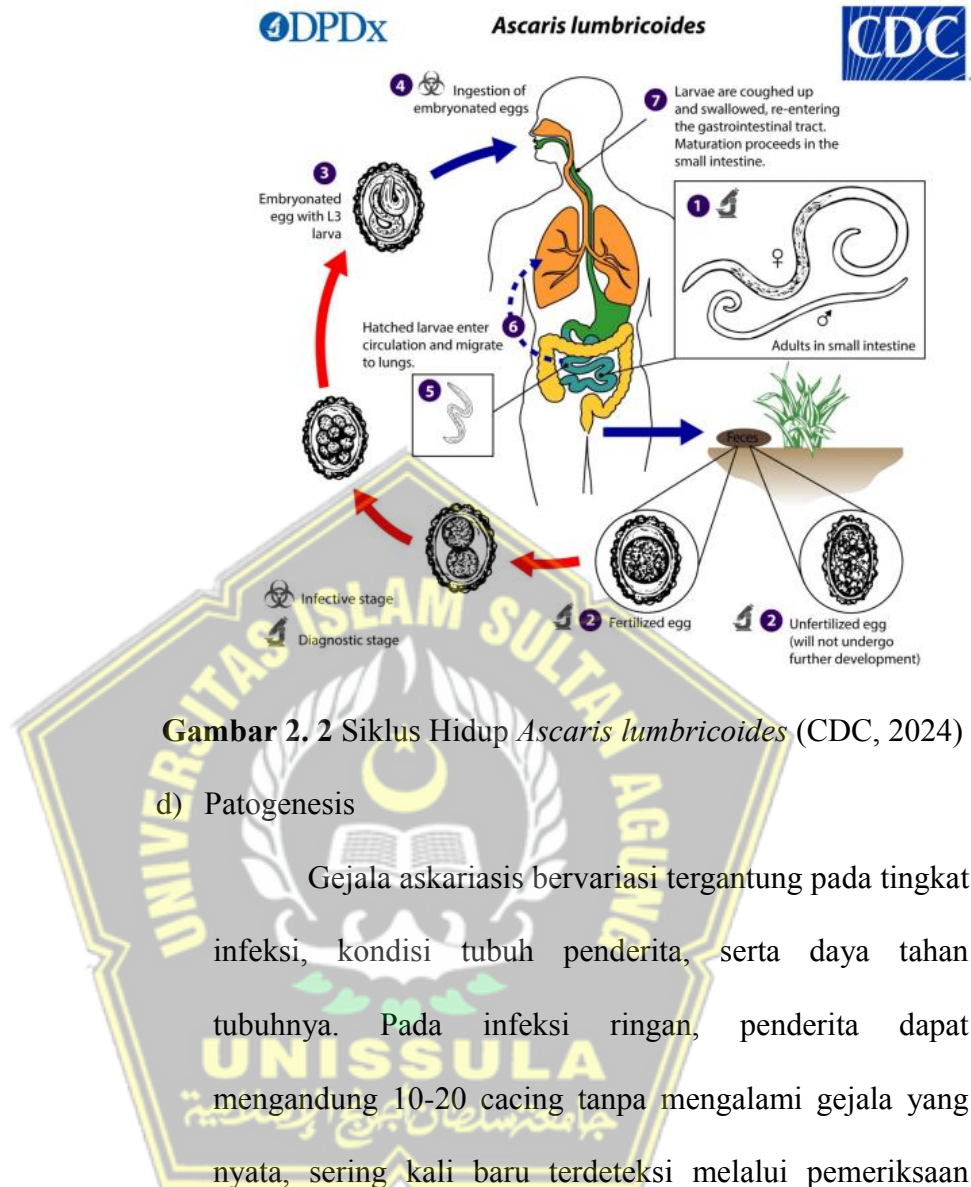 DPDx
Ascaris lumbricoides
CDC
4 Ingestion of
embryonated eggs
7 Larvae are coughed up
and swallowed, re-entering
the gastrointestinal tract.
Maturation proceeds in the
small intestine.
3
Embryonated
egg with L3
larva
1
♀
♂
Adults in small intestine
Hatched larvae enter
circulation and migrate
to lungs.
6
5
Feces
Infective stage
Diagnostic stage
2 Fertilized egg
2 Unfertilized egg
(will not undergo
further development)
UNIVERSITAS ISLAM SULTAN AGUNG
Gambar 2. 2 Siklus Hidup Ascaris lumbricoides (CDC, 2024)
d) Patogenesis
Gejala askariasis bervariasi tergantung pada tingkat
infeksi, kondisi tubuh penderita, serta daya tahan
tubuhnya. Pada infeksi ringan, penderita dapat
UNISSULA
mengandung 10-20 cacing tanpa mengalami gejala yang
nyata, sering kali baru terdeteksi melalui pemeriksaan